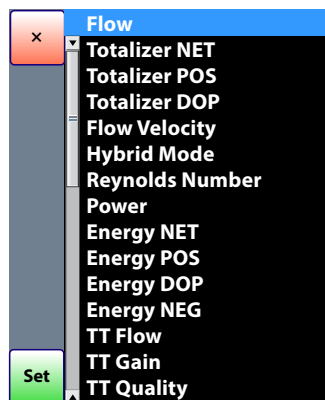 ×
Flow
Totalizer NET
Totalizer POS
Totalizer DOP
Flow Velocity
Hybrid Mode
Reynolds Number
Power
Energy NET
Energy POS
Energy DOP
Energy NEG
TT Flow
TT Gain
Set
TT Quality